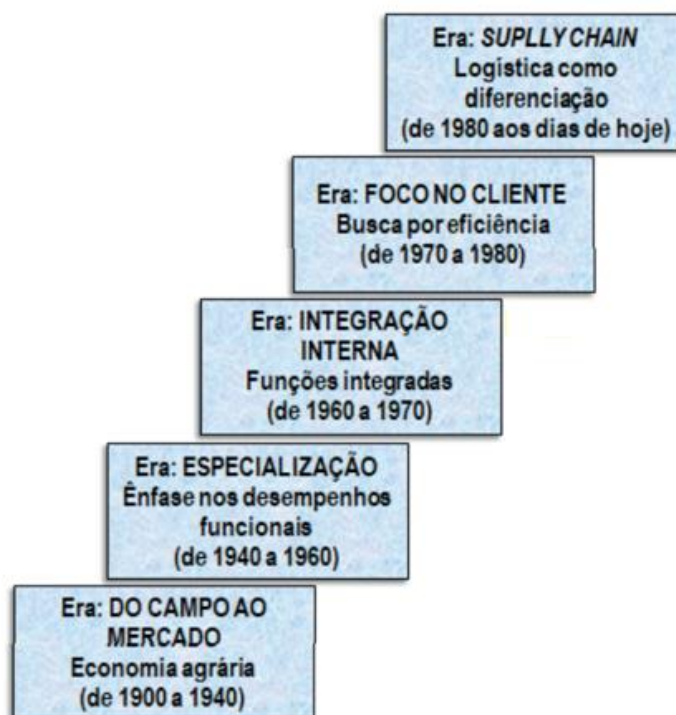 Era: SUPLLY CHAIN
Logística como
diferenciação
(de 1980 aos dias de hoje)
Era: FOCO NO CLIENTE
Busca por eficiência
(de 1970 a 1980)
Era: INTEGRAÇÃO
INTERNA
Funções integradas
(de 1960 a 1970)
Era: ESPECIALIZAÇÃO
Ênfase nos desempenhos
funcionais
(de 1940 a 1960)
Era: DO CAMPO AO
MERCADO
Economia agrária
(de 1900 a 1940)